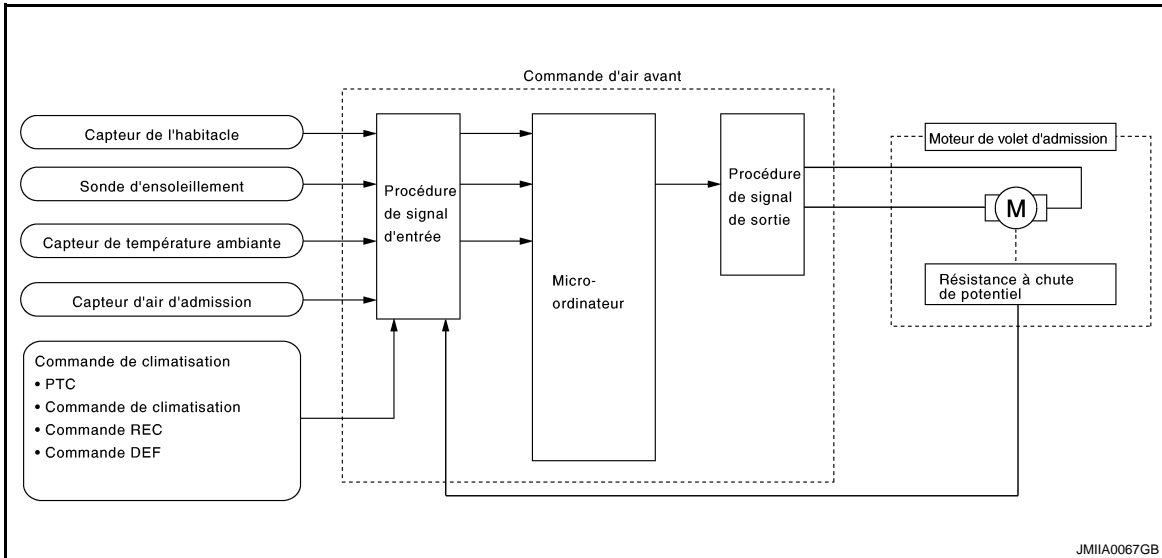 Commande d'air avant
Capteur de l'habitacle
Sonde d'ensoleillement
Capteur de température ambiante
Capteur d'air d'admission
Commande de climatisation
• PTC
• Commande de climatisation
• Commande REC
• Commande DEF
Procédure
de signal
d'entrée
Micro-
ordinateur
Procédure
de signal
de sortie
Moteur de volet d'admission
M
Résistance à chute
de potentiel
JMIIA0067GB